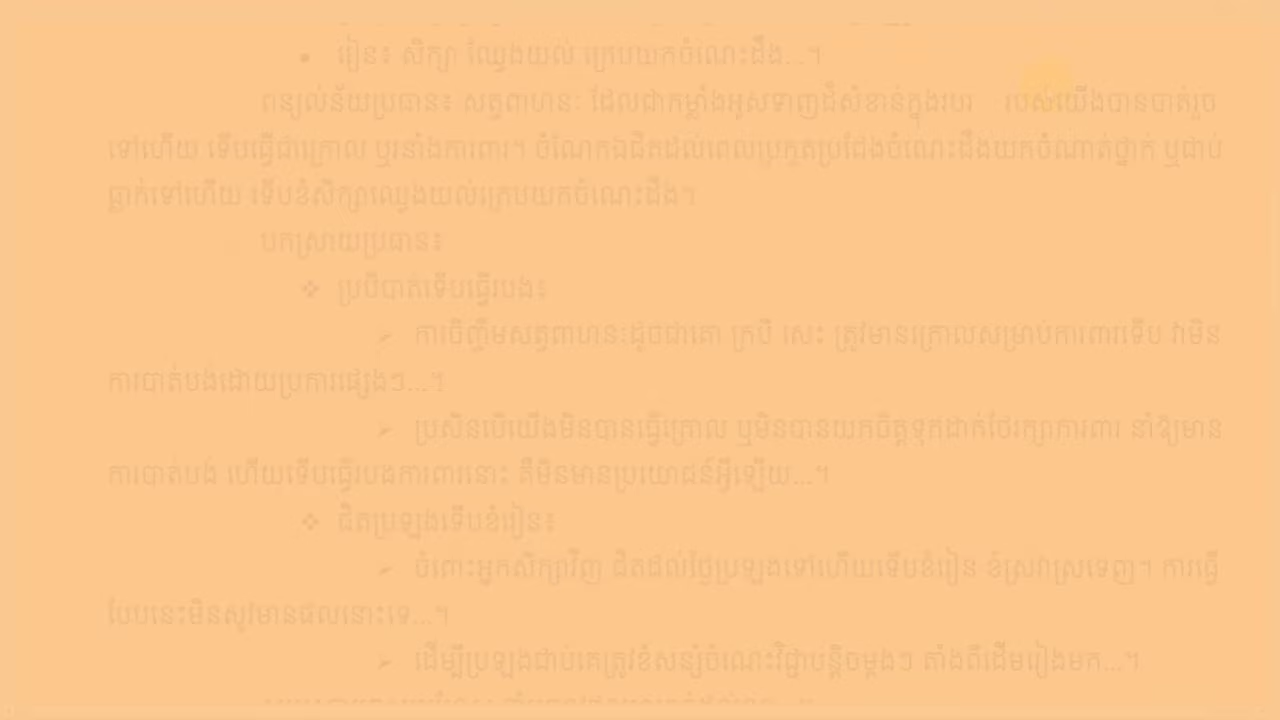 • រៀន៖ សិក្សា ឈ្វេងយល់ ក្រេបយកចំណេះដឹង...។
ពន្យល់ន័យប្រធាន៖ សត្វពាហនៈ ដែលជាកម្លាំងអូសទាញដ៏សំខាន់ក្នុងរបរ របស់យើងបានបាត់រួច
ទៅហើយ ទើបធ្វើជាក្រោល ឬរនាំងការពារ។ ចំណែកឯជិតដល់ពេលប្រកួតប្រជែងចំណេះដឹងយកចំណាត់ថ្នាក់ ឬជាប់
ធ្លាក់ទៅហើយ ទើបខំសិក្សាឈ្វេងយល់ក្រេបយកចំណេះដឹង។
បកស្រាយប្រធាន៖
❖ ប្រចីបាត់ទើបធ្វើរបង៖
➢ ការចិញ្ចឹមសត្វពាហនៈដូចជាគោ ក្របី សេះ ត្រូវមានក្រោលសម្រាប់ការពារទើប វាមិន
ការបាត់បង់ដោយប្រការផ្សេងៗ...។
➢ ប្រសិនបើយើងមិនបានធ្វើក្រោល ឬមិនបានយកចិត្តទុកដាក់ថែរក្សាការពារ នាំឱ្យមាន
ការបាត់បង់ ហើយទើបធ្វើរបងការពារនោះ គឺមិនមានប្រយោជន៍អ្វីឡើយ...។
❖ ជិតប្រឡងទើបខំរៀន៖
➢ ចំពោះអ្នកសិក្សាវិញ ជិតដល់ថ្ងៃប្រឡងទៅហើយទើបខំរៀន ខំស្រវាស្រទេញ។ ការធ្វើ
បែបនេះមិនសូវមានផលនោះទេ...។
➢ ដើម្បីប្រឡងជាប់គេត្រូវខំសន្សំចំណេះវិជ្ជាបន្តិចម្តងៗ តាំងពីដើមរៀងមក...។